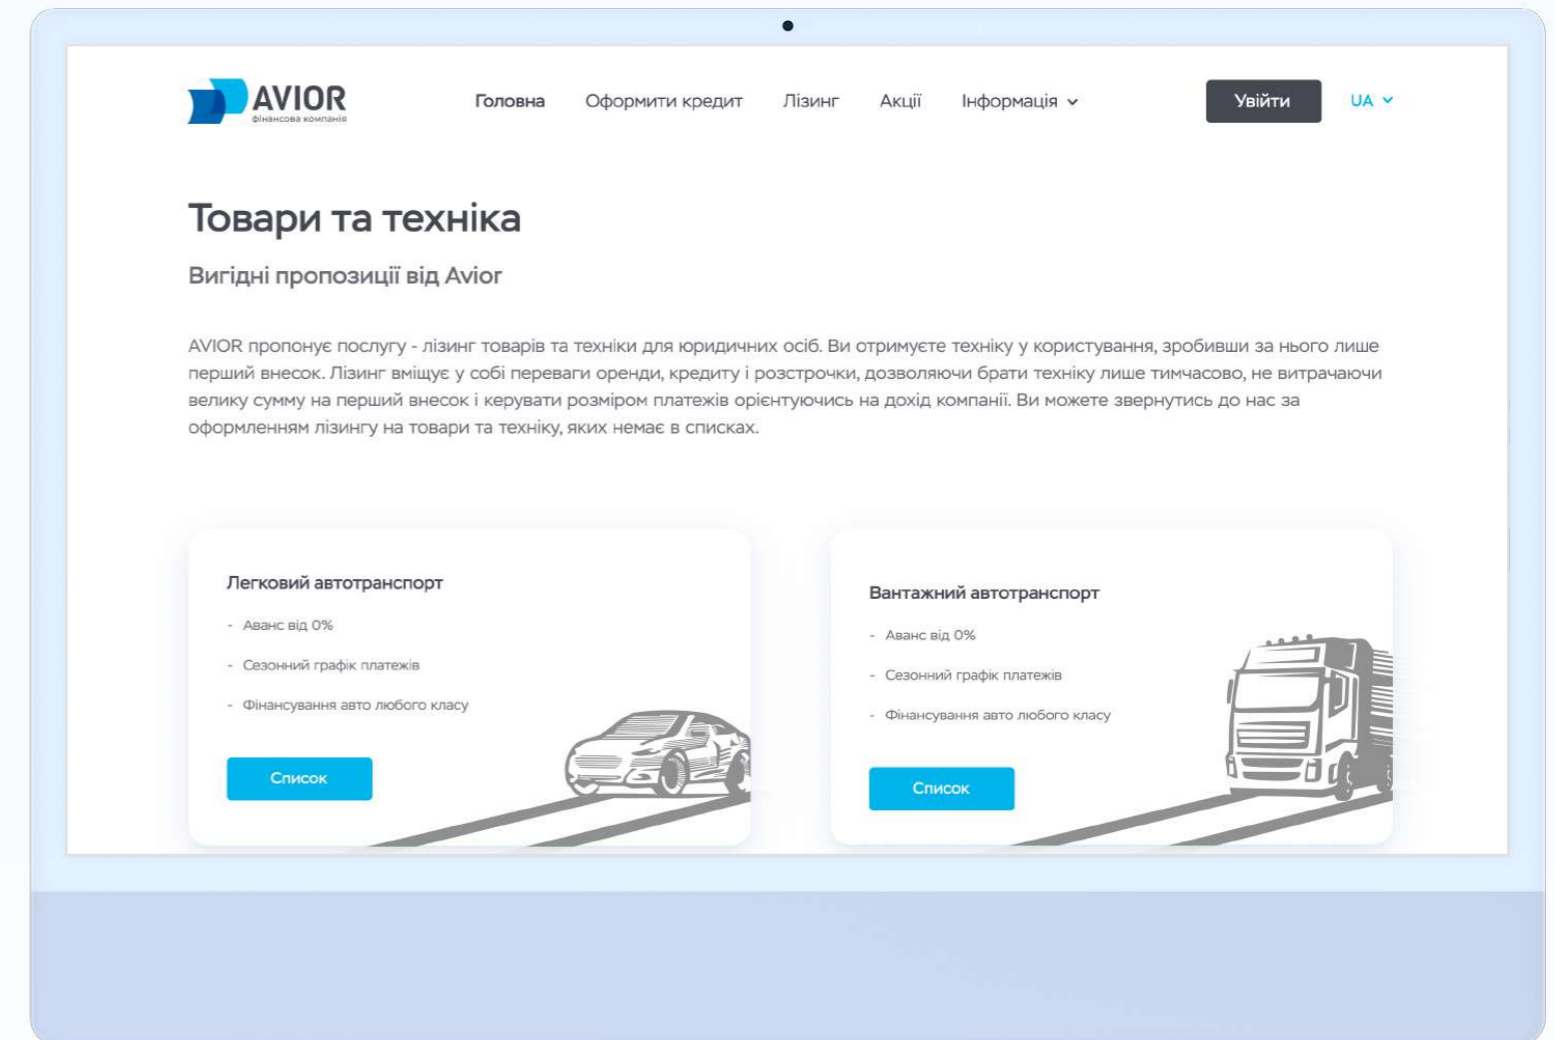 AVIOR
фінансова компанія
Головна Оформити кредит Лізинг Акції Інформація Увійти UA
Товари та техніка
Вигідні пропозиції від Avior
AVIOR пропонує послугу - лізинг товарів та техніки для юридичних осіб. Ви отримуєте техніку у користування, зробивши за нього лише
перший внесок. Лізинг вміщує у собі переваги оренди, кредиту і розстрочки, дозволяючи брати техніку лише тимчасово, не витрачаючи
велику сумму на перший внесок і керувати розміром платежів орієнтуючись на дохід компанії. Ви можете звернутись до нас за
оформленням лізингу на товари та техніку, яких немає в списках.
Легковий автотранспорт
- Аванс від 0%
- Сезонний графік платежів
- Фінансування авто любого класу
Список
Вантажний автотранспорт
- Аванс від 0%
- Сезонний графік платежів
- Фінансування авто любого класу
Список